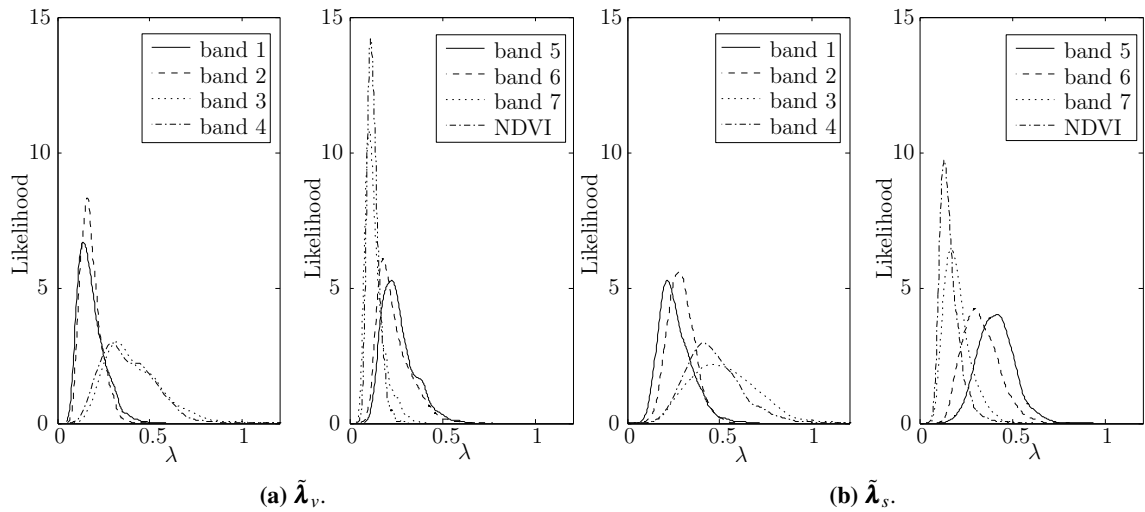 15
10
5
0
Likelihood
0 0.5 1
λ
band 1
band 2
band 3
band 4
15
10
5
0
Likelihood
0 0.5 1
λ
band 5
band 6
band 7
NDVI
(a) λ̃v.
15
10
5
0
Likelihood
0 0.5 1
λ
band 1
band 2
band 3
band 4
15
10
5
0
Likelihood
0 0.5 1
λ
band 5
band 6
band 7
NDVI
(b) λ̃s.